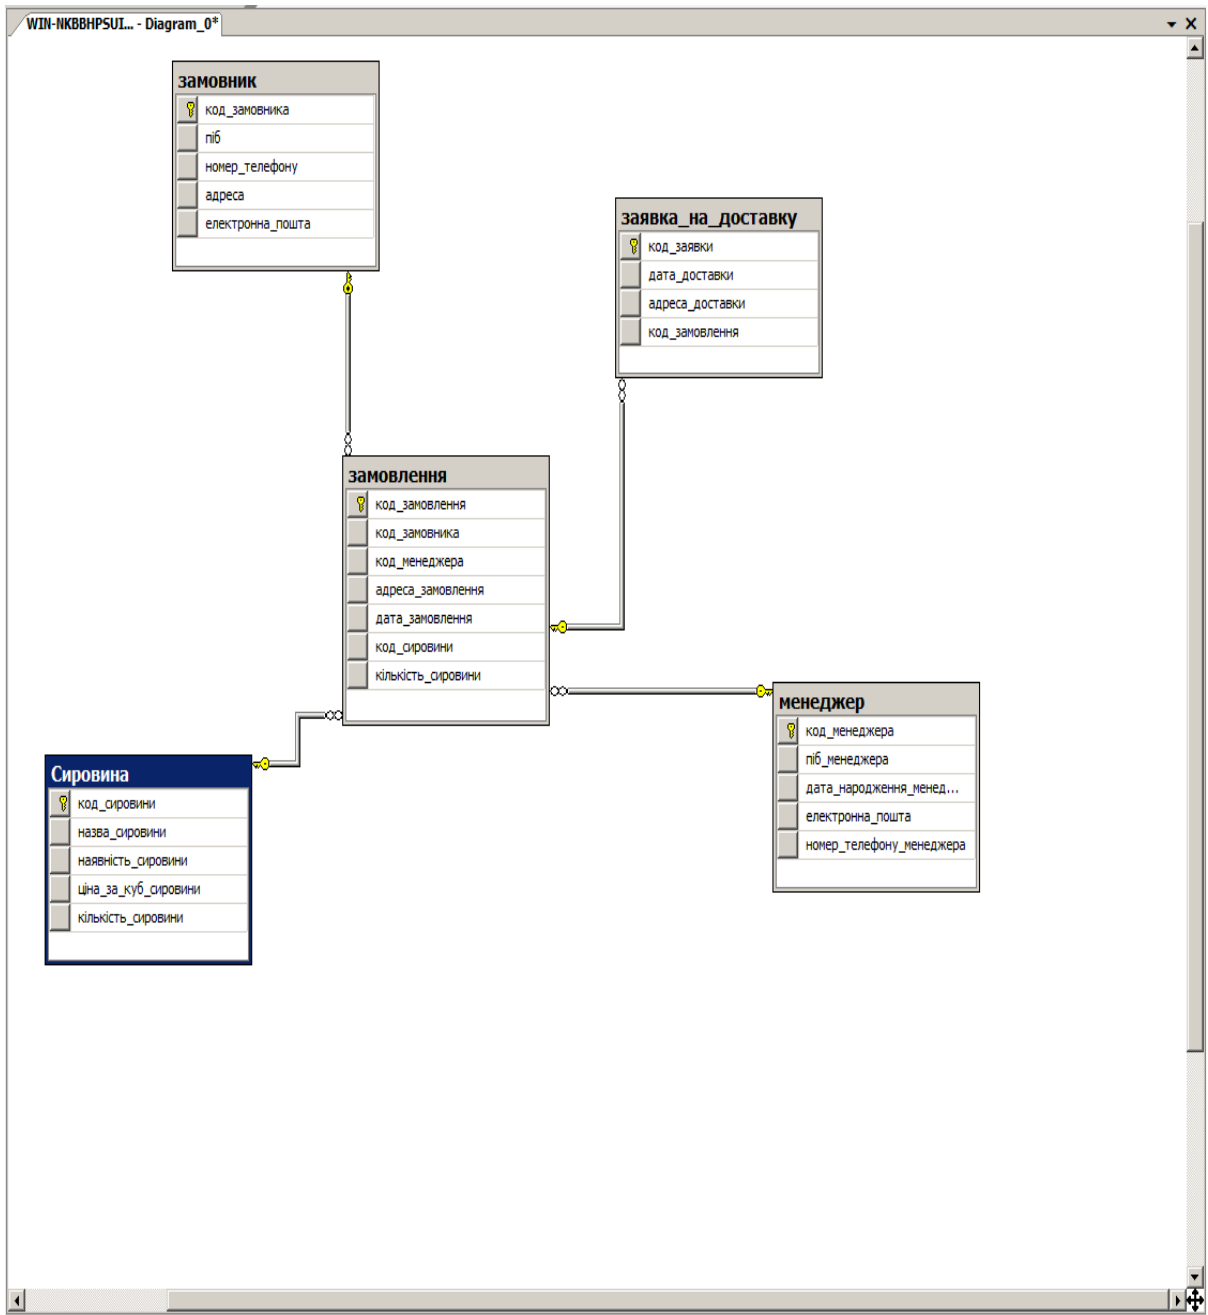 WIN-NKBBHPSUI... - Diagram_0*
замовник
код_замовника
піб
номер_телефону
адреса
електронна_пошта
заявка_на_доставку
код_заявки
дата_доставки
адреса_доставки
код_замовлення
замовлення
код_замовлення
код_замовника
код_менеджера
адреса_замовлення
дата_замовлення
код_сировини
кількість_сировини
менеджер
код_менеджера
піб_менеджера
дата_народження_менед...
електронна_пошта
номер_телефону_менеджера
Сировина
код_сировини
назва_сировини
наявність_сировини
ціна_за_куб_сировини
кількість_сировини